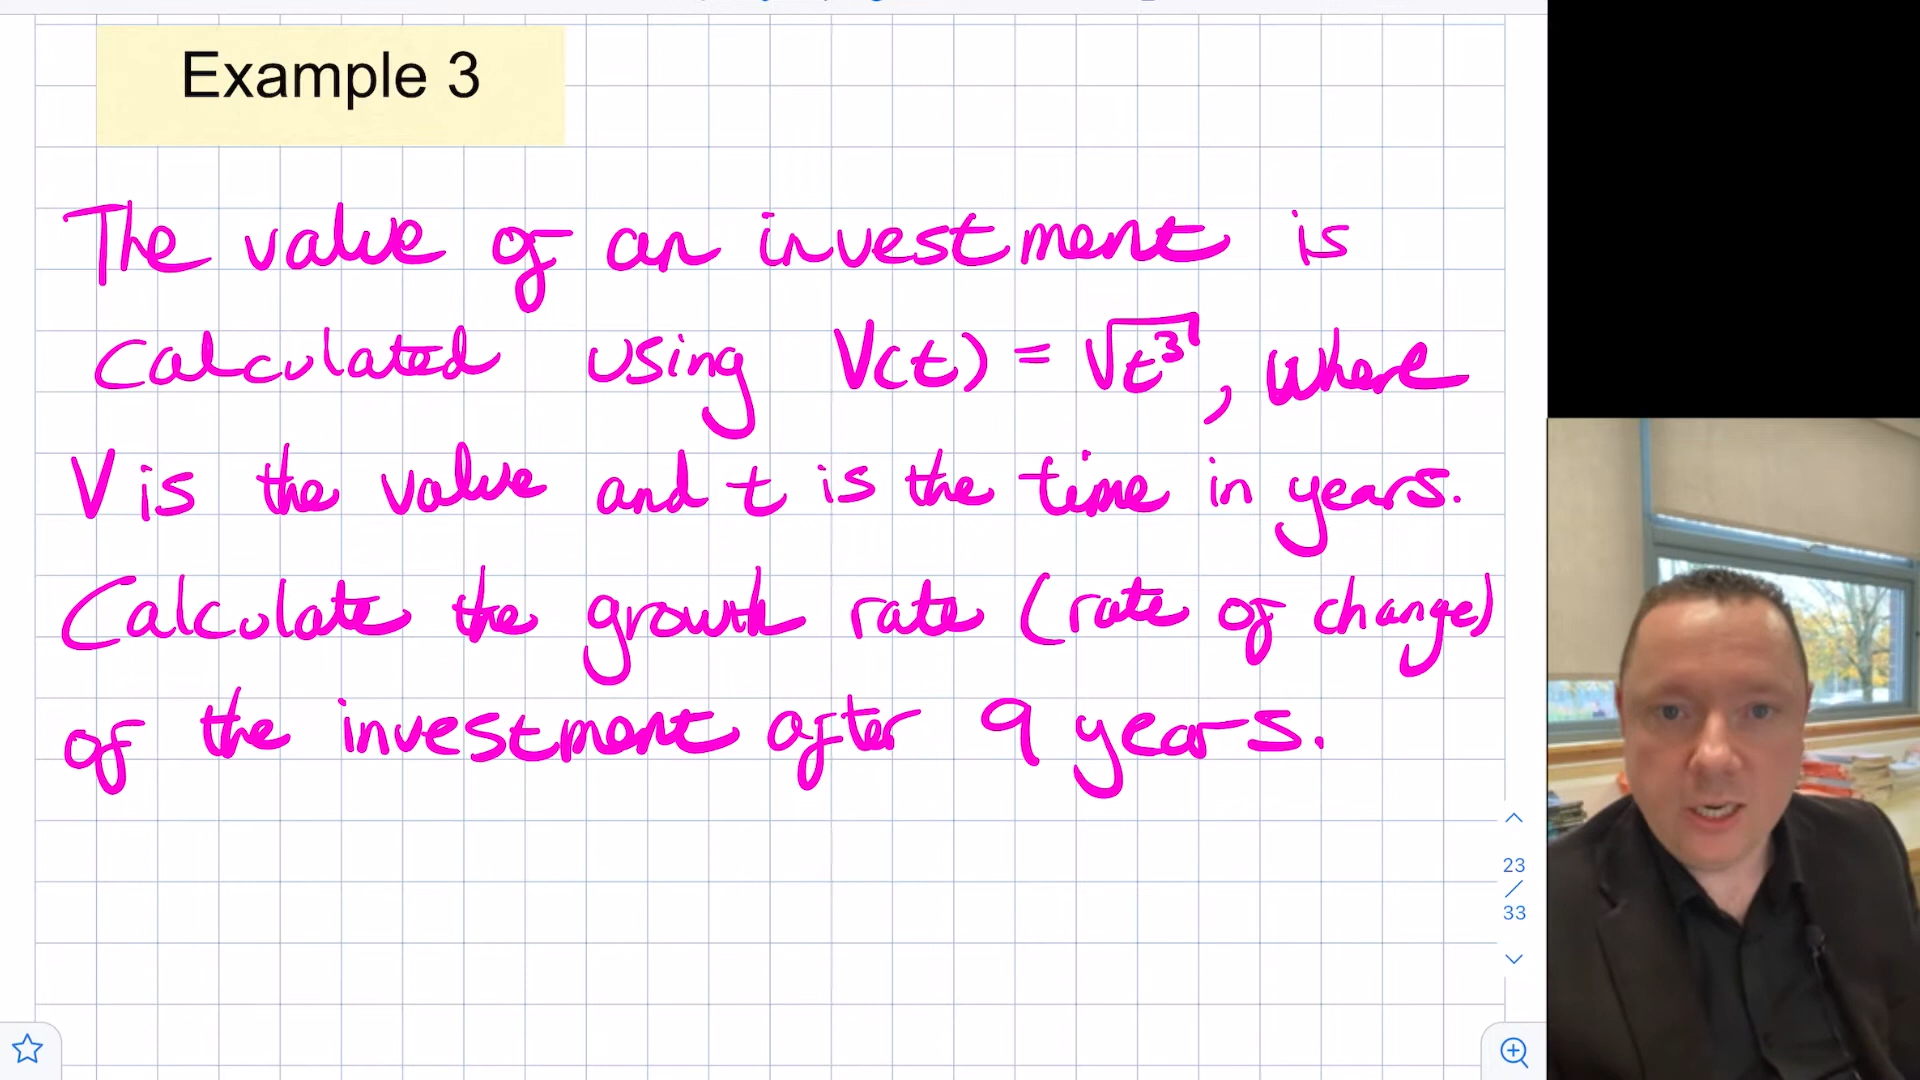 Example 3
The value of an investment is
Calculated using V(t) = √t³, where
V is the value and t is the time in years.
Calculate the growth rate (rate of change)
of the investment after 9 years.
23
/
33